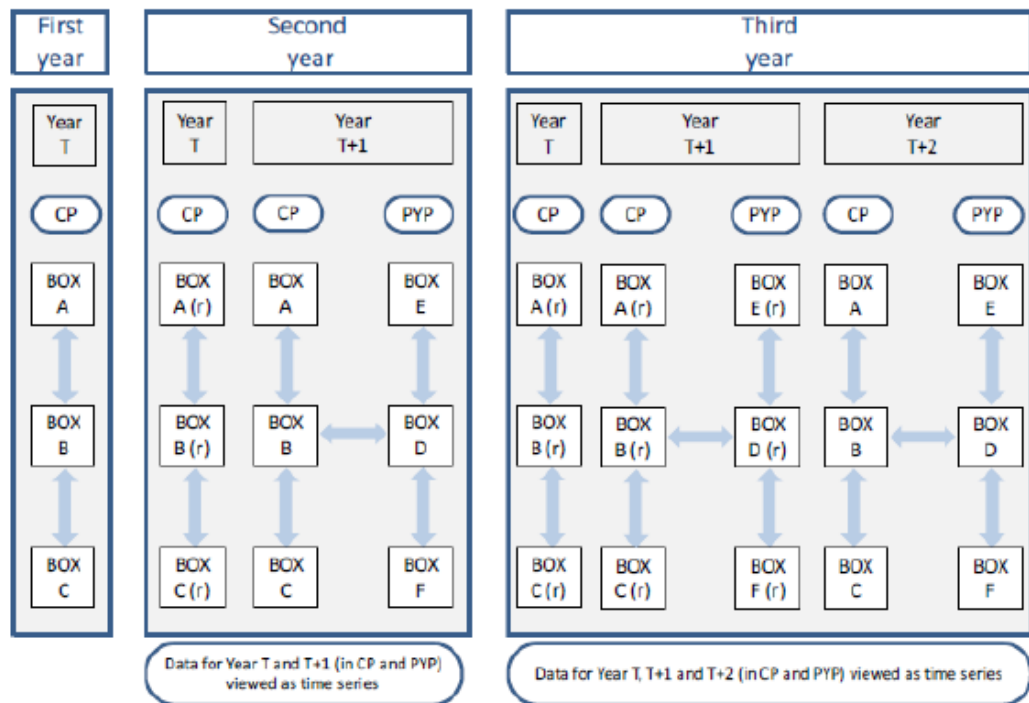 First
year
Second
year
Third
year
Year
T
Year
T
Year
T+1
Year
T
Year
T+1
Year
T+2
CP
CP
CP
PYP
CP
CP
PYP
CP
PYP
BOX
A
BOX
A (r)
BOX
A
BOX
E
BOX
A (r)
BOX
A (r)
BOX
E (r)
BOX
A
BOX
E
BOX
B
BOX
B (r)
BOX
B
BOX
D
BOX
B (r)
BOX
B (r)
BOX
D (r)
BOX
B
BOX
D
BOX
C
BOX
C (r)
BOX
C
BOX
F
BOX
C (r)
BOX
C (r)
BOX
F (r)
BOX
C
BOX
F
Data for Year T and T+1 (in CP and PYP)
viewed as time series
Data for Year T, T+1 and T+2 (in CP and PYP) viewed as time series